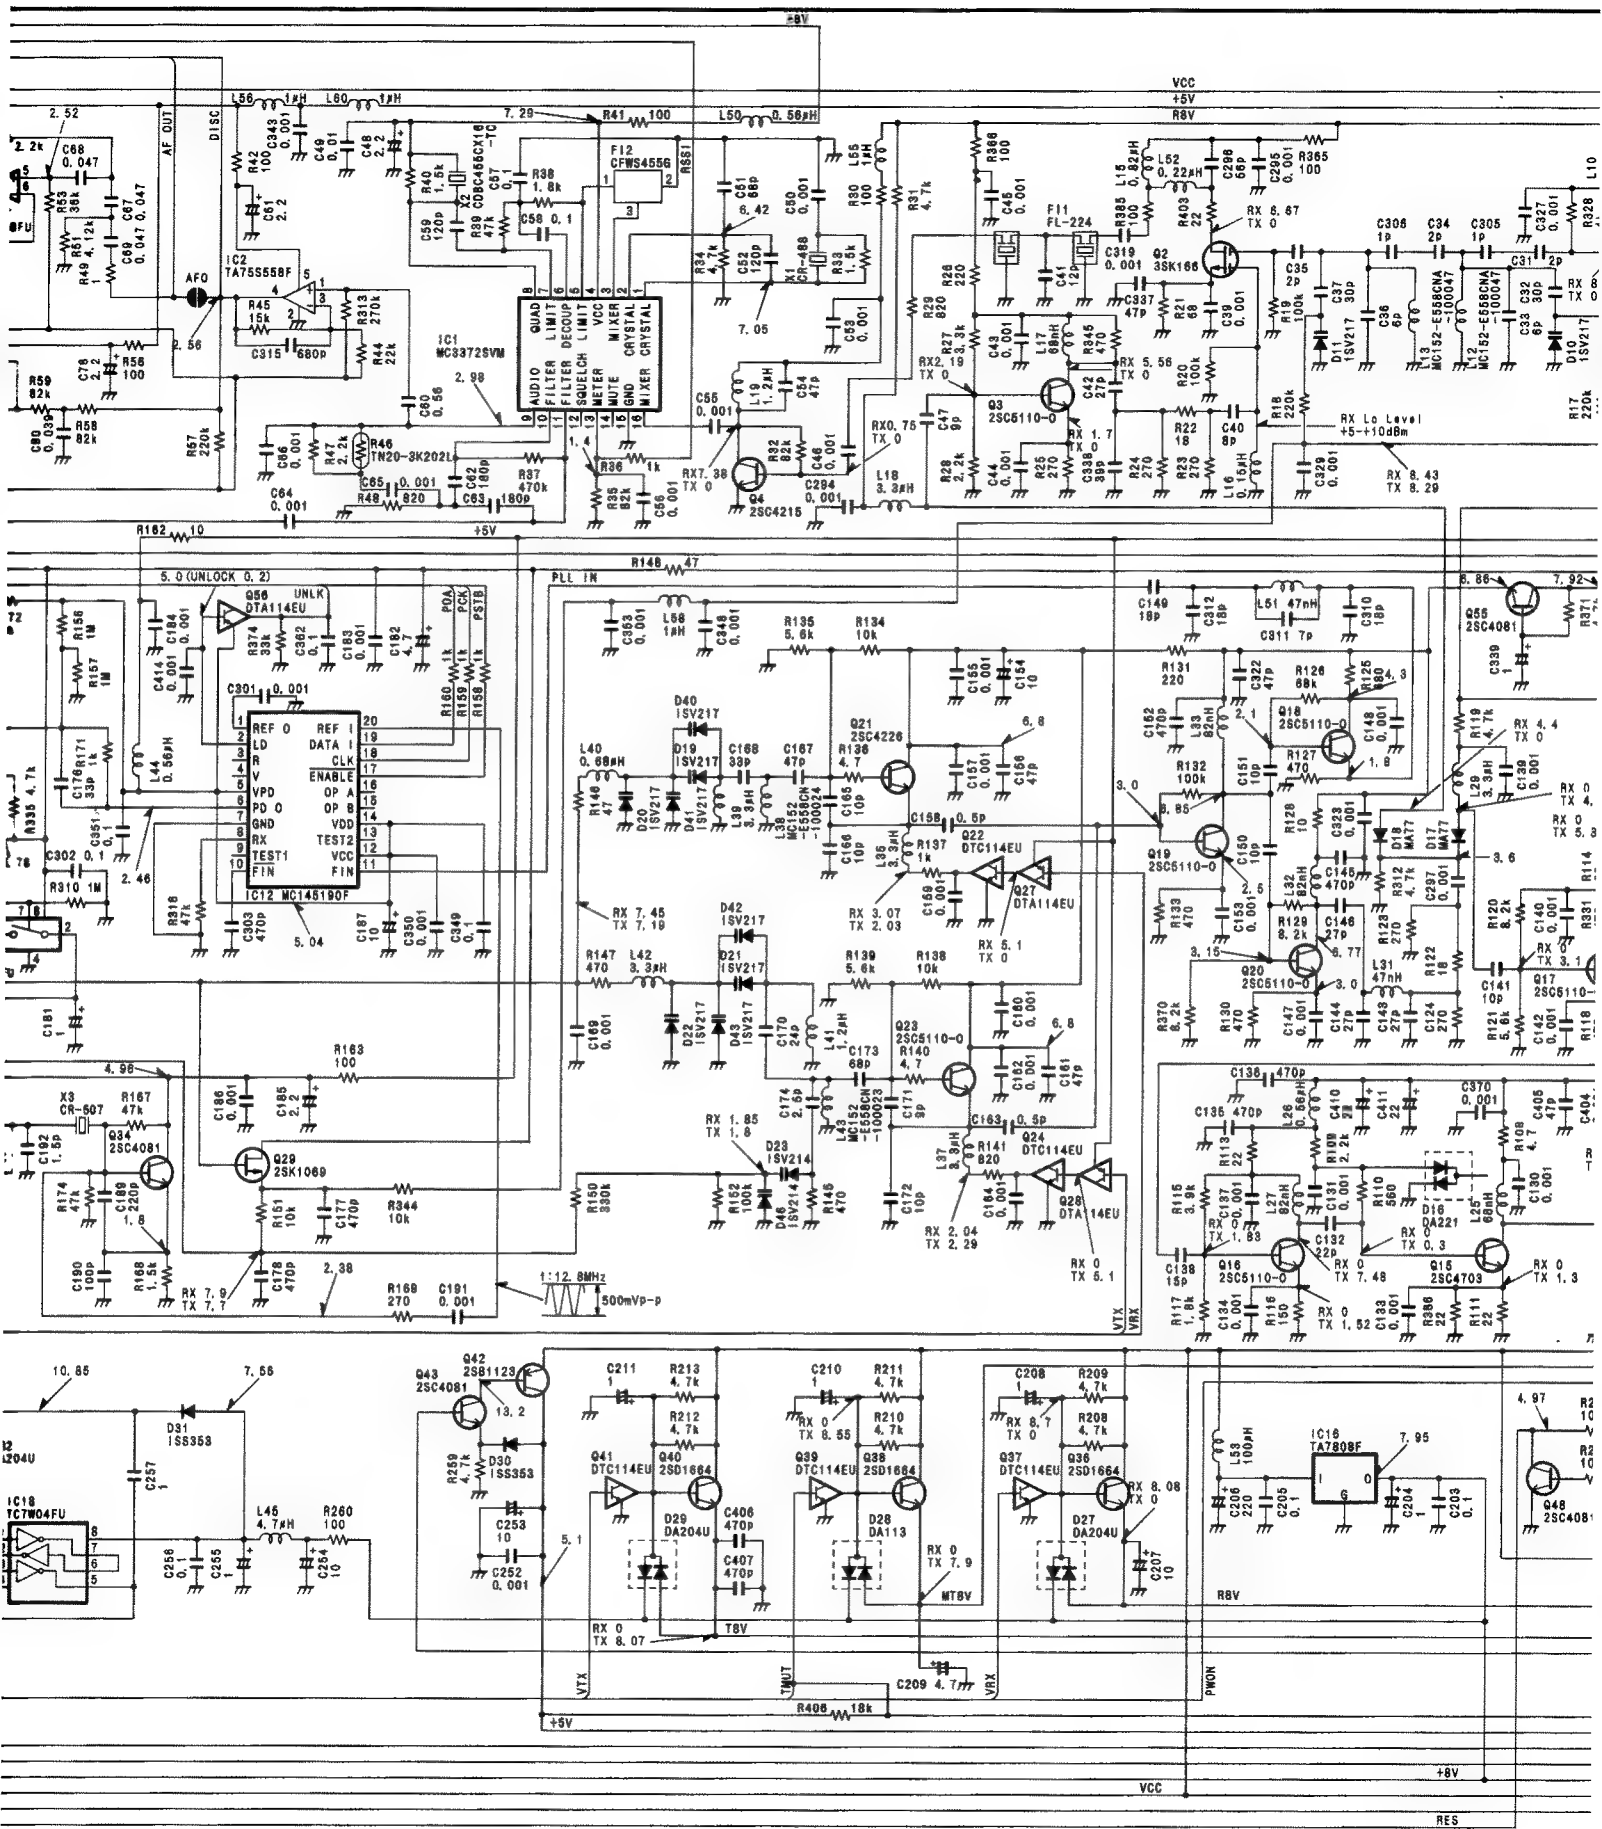 +8V
VCC
+5V
R8V
2. 52
AF OUT
DISC
L56
1μH
C343
0.001
L60
1μH
C49
0.01
C48
2.2
7. 29
R41
100
L50
0. 56μH
2. 2k
C68
0. 047
5
6
R53
36k
C67
0.047
R51
4.12k
C69
0.047
R49
R42
100
C61
2. 2
R40
1. 5k
X2
CDBC455CX16
C57
0.1
R38
1. 8k
FI2
CFWS455G
RSSI
C59
120p
R39
47k
C58 0. 1
C51
68p
C50
0.001
L55
1μH
R30
100
R31
4. 7k
R366
100
C45
0.001
6. 42
R34
4.7k
C52
120p
X1
CR-488
R33
1. 5k
7. 05
C53
0.001
FI1
FL-224
R385
100
L15
0.82μH
L52
0. 22μH
R403
22
C296
68p
C295
0.001
R365
100
RX 6. 67
TX 0
Q2
3SK166
C319
0.001
C337
47p
R21
68
C39
0.001
C41
12p
R26
220
R29
820
R27
3. 3k
C43
0.001
L17
68nH
R345
470
C35
2p
R19
100k
C37
30p
D11
1SV217
C306
1p
C34
2p
C305
1p
C31
2p
C36
6p
L13
MC152-E558CNA
-100047
L12
MC152-E558CNA
-100047
C32
30p
C33
6p
D10
1SV217
C327
0.001
R328
L10
RX 8
TX 0
BFU
AFO
IC2
TA75S558F
R45
15k
C315
680p
R313
270k
R44
22k
2. 56
C78
2. 2
R56
100
R59
82k
C80
0.039
R58
82k
R57
220k
IC1
MC3372SVM
QUAD
LIMIT
DECOUP
LIMIT
VCC
MIXER
CRYSTAL
CRYSTAL
AUDIO
FILTER
FILTER
SQUELCH
METER
MUTE
GND
MIXER
2. 98
C60
0.56
C66
0.001
R47
2. 2k
R46
TN20-3K202L
C65
0. 001
R48
820
C62
180p
C63
180p
R37
470k
1. 4
R36
1k
R35
82k
C56
0.001
C64
0. 001
C55
0.001
L19
1. 2μH
C54
47p
RX7. 38
TX 0
R32
82k
Q4
2SC4215
C46
0.001
RX0. 75
TX 0
C294
0. 001
L18
3. 3μH
RX2. 19
TX 0
C47
9p
Q3
2SC5110-O
R28
2. 2k
C44
0.001
R25
270
RX 1. 7
TX 0
C338
39p
C42
27p
RX 5. 56
TX 0
R24
270
R22
18
R23
270
C40
8p
R20
100k
L16
0.15μH
R18
220k
RX Lo Level
+5-+10dBm
C329
0.001
RX 8. 43
TX 8. 29
R17
220k
R162
10
+5V
5. 0 (UNLOCK 0. 2)
R148
47
PLL IN
Q56
DTA114EU
UNLK
C184
0.001
C414
0.001
R374
33k
C362
0. 1
C183
0.001
C182
4. 7
PDA
PCK
PSTB
R160
1k
R159
1k
R158
1k
R156
1M
R157
1M
C301
0. 001
REF O
LD
R
V
VPD
PD O
GND
RX
TEST1
FIN
REF I
DATA I
CLK
ENABLE
OP A
OP B
VDD
TEST2
VCC
FIN
IC12 MC145190F
L44
0. 56μH
C176
33p
R171
1k
C351
0. 1
R335
4. 7k
C302 0. 1
R310 1M
2. 46
R316
47k
C303
470p
5. 04
C187
10
C350
0.001
C349
0. 1
C353
0.001
L58
1μH
C348
0.001
R135
5. 6k
R134
10k
C155
0.001
C154
10
D40
1SV217
D19
1SV217
L40
0. 68μH
R146
47
D20
1SV217
D41
1SV217
L39
3.3μH
C168
33p
L38
MC152
-E558CN
-100024
C167
47p
R136
4. 7
Q21
2SC4226
C165
10p
C166
10p
C157
0.001
C156
47p
6. 8
C158
0. 5p
L35
3. 3μH
R137
1k
Q22
DTC114EU
C159
0.001
Q27
DTA114EU
RX 3. 07
TX 2. 03
RX 5. 1
TX 0
RX 7. 45
TX 7. 19
D42
1SV217
D21
1SV217
R147
470
L42
3. 3μH
D22
1SV217
D43
1SV217
C170
24p
L41
1. 2μH
R139
5. 6k
R138
10k
C160
0.001
Q23
2SC5110-O
C173
68p
R140
4. 7
C162
0.001
C161
47p
6. 8
C169
0.001
C174
2. 5p
L43
MC152
-E558CN
-100023
C171
9p
C163
0. 5p
L37
3. 3μH
R141
820
Q24
DTC114EU
C164
0.001
Q28
DTA114EU
C172
10p
RX 2. 04
TX 2. 29
RX 0
TX 5. 1
RX 1. 85
TX 1. 8
D23
1SV214
D46
1SV214
R150
330k
R152
100k
R145
470
C149
18p
C312
18p
L51 47nH
C311 7p
C310
18p
R131
220
C322
47p
R126
68k
R125
680
4. 3
C152
470p
L33
82nH
2. 1
Q18
2SC5110-O
C148
0.001
1. 8
R127
470
R132
100k
C151
10p
3. 0
6. 85
Q19
2SC5110-O
R128
10
C323
0. 1
C150
10p
L32
82nH
C145
470p
R133
470
C153
0.001
2. 5
R129
8. 2k
C146
27p
3. 15
Q20
2SC5110-O
6. 77
3. 0
R370
8. 2k
R130
470
C147
0.001
C144
27p
L31
47nH
C143
27p
R123
270
R122
18
R124
270
D18
MA77
D17
MA77
R312
4. 7k
C297
0.001
3. 6
RX 4. 4
TX 0
R119
4. 7k
L29
3. 3μH
C139
0.001
6. 86
Q55
2SC4081
7. 92
R371
C339
1
RX 0
TX 4.
RX 0
TX 5. 3
R114
R120
8. 2k
C140
0.001
R331
RX 0
TX 3. 1
C141
10p
Q17
2SC5110-
R121
5. 6k
C142
0.001
R118
C181
1
4. 96
R163
100
X3
CR-507
C192
1. 5p
R167
47k
Q34
2SC4081
C186
0.001
C185
2. 2
R174
47k
C189
220p
1. 8
Q29
2SK1069
R151
10k
C177
470p
R344
10k
C190
100p
R168
1. 5k
C178
470p
RX 7. 9
TX 7. 7
2. 38
R169
270
C191
0. 001
1:12. 8MHz
500mVp-p
VTX
VRX
C136
470p
C135 470p
R113
22
L26
0.56μH
C410
22
C411
22
C370
0. 001
C405
47p
C404
R109
2. 2k
R108
4. 7
R115
3. 9k
C137
0.001
L27
82nH
C131
0.001
R110
560
D16
DA221
L25
68nH
C130
0.001
RX 0
TX 1. 83
C138
15p
Q16
2SC5110-O
C132
22p
RX 0
TX 0. 3
RX 0
TX 7. 48
Q15
2SC4703
RX 0
TX 1. 3
R117
1. 8k
C134
0.001
R116
150
RX 0
TX 1. 52
C133
0.001
R386
22
R111
22
10. 85
7. 56
D31
1SS353
C257
1
IC18
TC7W04FU
L45
4. 7μH
R260
100
C256
0. 1
C255
1
C254
10
Q43
2SC4081
Q42
2SB1123
13. 2
R259
4. 7k
D30
1SS353
C253
10
C252
0. 001
5. 1
C211
1
R213
4. 7k
R212
4. 7k
Q41
DTC114EU
Q40
2SD1664
D29
DA204U
C406
470p
C407
470p
RX 0
TX 8. 07
T8V
C210
1
R211
4. 7k
R210
4. 7k
RX 0
TX 8. 55
Q39
DTC114EU
Q38
2SD1664
D28
DA113
RX 0
TX 7. 9
MT8V
C209 4. 7
C208
1
R209
4. 7k
R208
4. 7k
RX 8. 7
TX 0
Q37
DTC114EU
Q36
2SD1664
RX 8. 08
TX 0
D27
DA204U
C207
10
R8V
L53
100μH
C206
220
C205
0. 1
IC16
TA7808F
I
O
G
7. 95
C204
1
C203
0. 1
4. 97
Q48
2SC4081
VTX
TMUT
VRX
PWON
R406
18k
+5V
+8V
VCC
RES